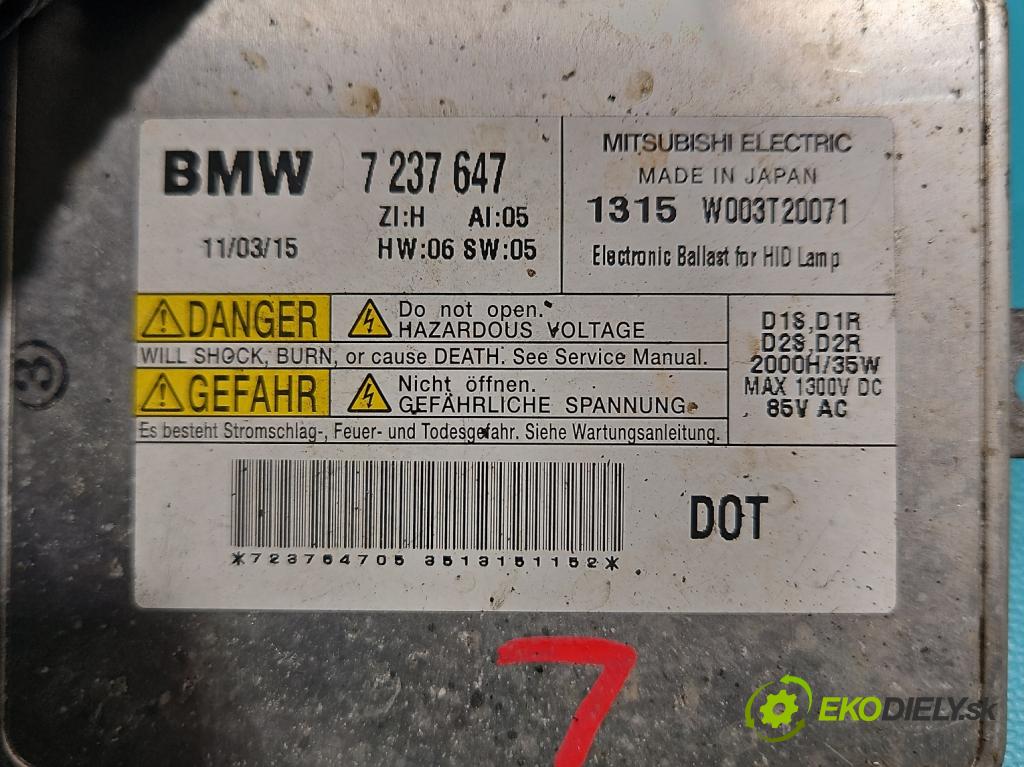 BMW 7 237 647
ZI:H AI:05
11/03/15 HW:06 SW:05
MITSUBISHI ELECTRIC
MADE IN JAPAN
1315 W003T20071
Electronic Ballast for HID Lamp
DANGER
Do not open.
HAZARDOUS VOLTAGE
WILL SHOCK, BURN, or cause DEATH. See Service Manual.
GEFAHR
Nicht öffnen.
GEFÄHRLICHE SPANNUNG
Es besteht Stromschlag-, Feuer- und Todesgefahr. Siehe Wartungsanleitung.
D1S,D1R
D2S,D2R
2000H/35W
MAX 1300V DC
85V AC
*723764705 3513151152*
DOT
3
7
EKODIELY.sk